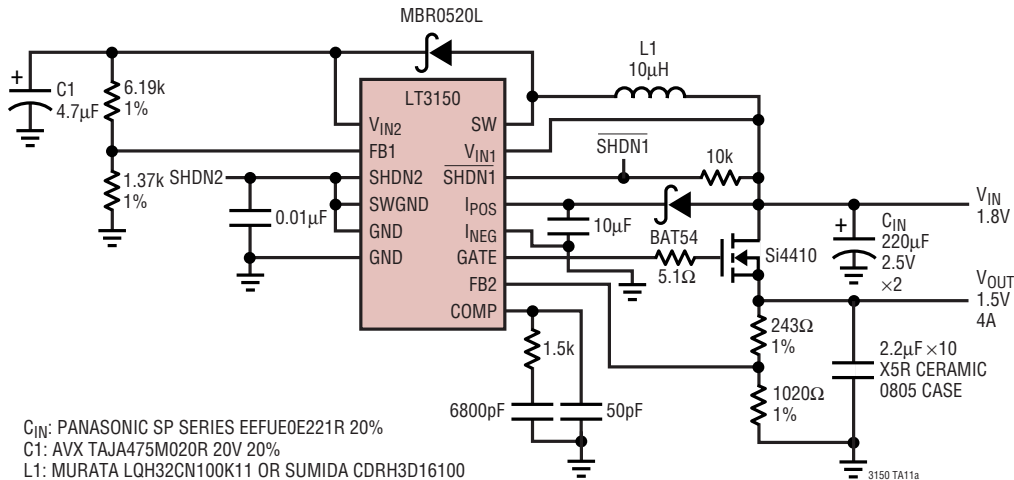 MBR0520L
L1
10µH
+
C1
4.7µF
6.19k
1%
LT3150
VIN2
SW
FB1
VIN1
SHDN1
10k
1.37k
1%
SHDN2
SHDN2
SHDN1
SWGND
IPOS
GND
INEG
GND
GATE
FB2
COMP
0.01µF
10µF
BAT54
5.1Ω
Si4410
VIN
1.8V
+
CIN
220µF
2.5V
×2
VOUT
1.5V
4A
243Ω
1%
1020Ω
1%
2.2µF ×10
X5R CERAMIC
0805 CASE
1.5k
6800pF
50pF
CIN: PANASONIC SP SERIES EEFUE0E221R 20%
C1: AVX TAJA475M020R 20V 20%
L1: MURATA LQH32CN100K11 OR SUMIDA CDRH3D16100
3150 TA11a